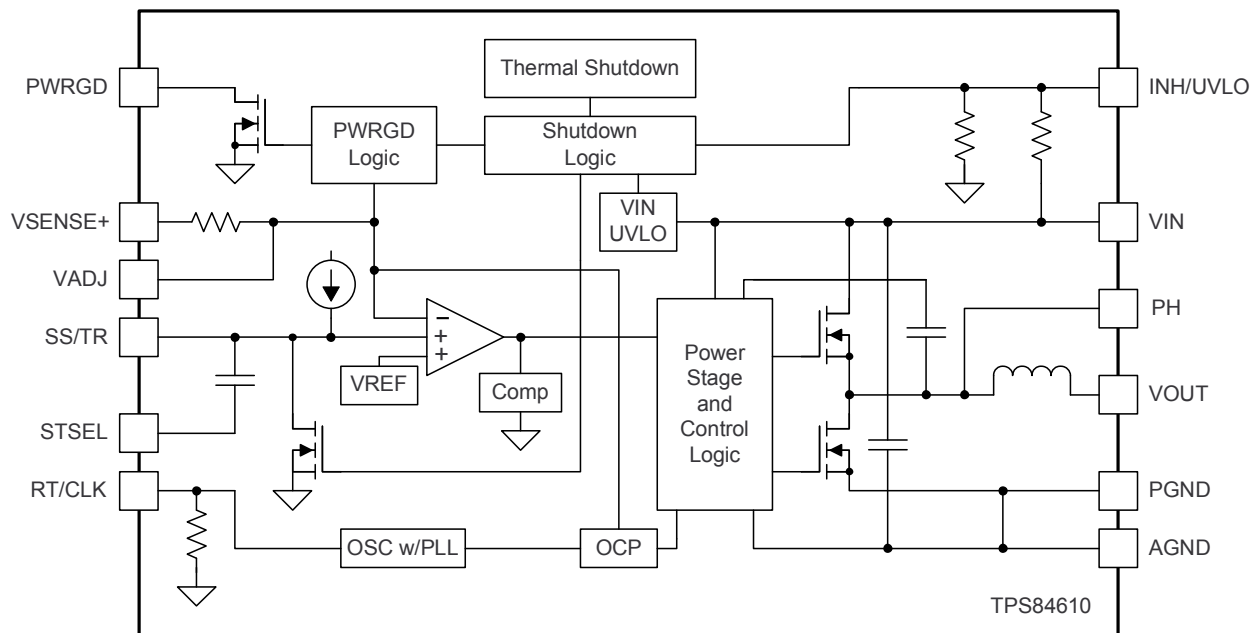 PWRGD
Thermal Shutdown
INH/UVLO
PWRGD
Logic
Shutdown
Logic
VSENSE+
VIN
UVLO
VIN
VADJ
SS/TR
−
+
+
VREF
Comp
Power
Stage
and
Control
Logic
PH
VOUT
STSEL
RT/CLK
OSC w/PLL
OCP
PGND
AGND
TPS84610